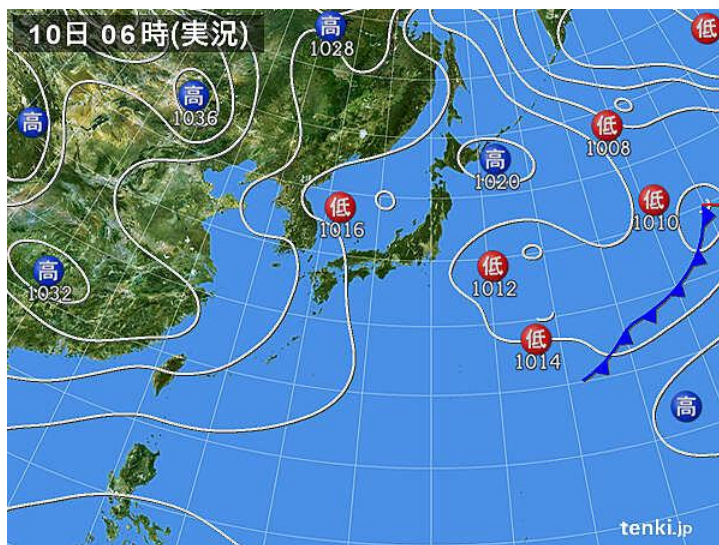 10日 06時(実況)
高
1028
低
高
1036
高
低
1008
高
1020
低
1016
低
1010
高
1032
低
1012
低
1014
高
tenki.jp